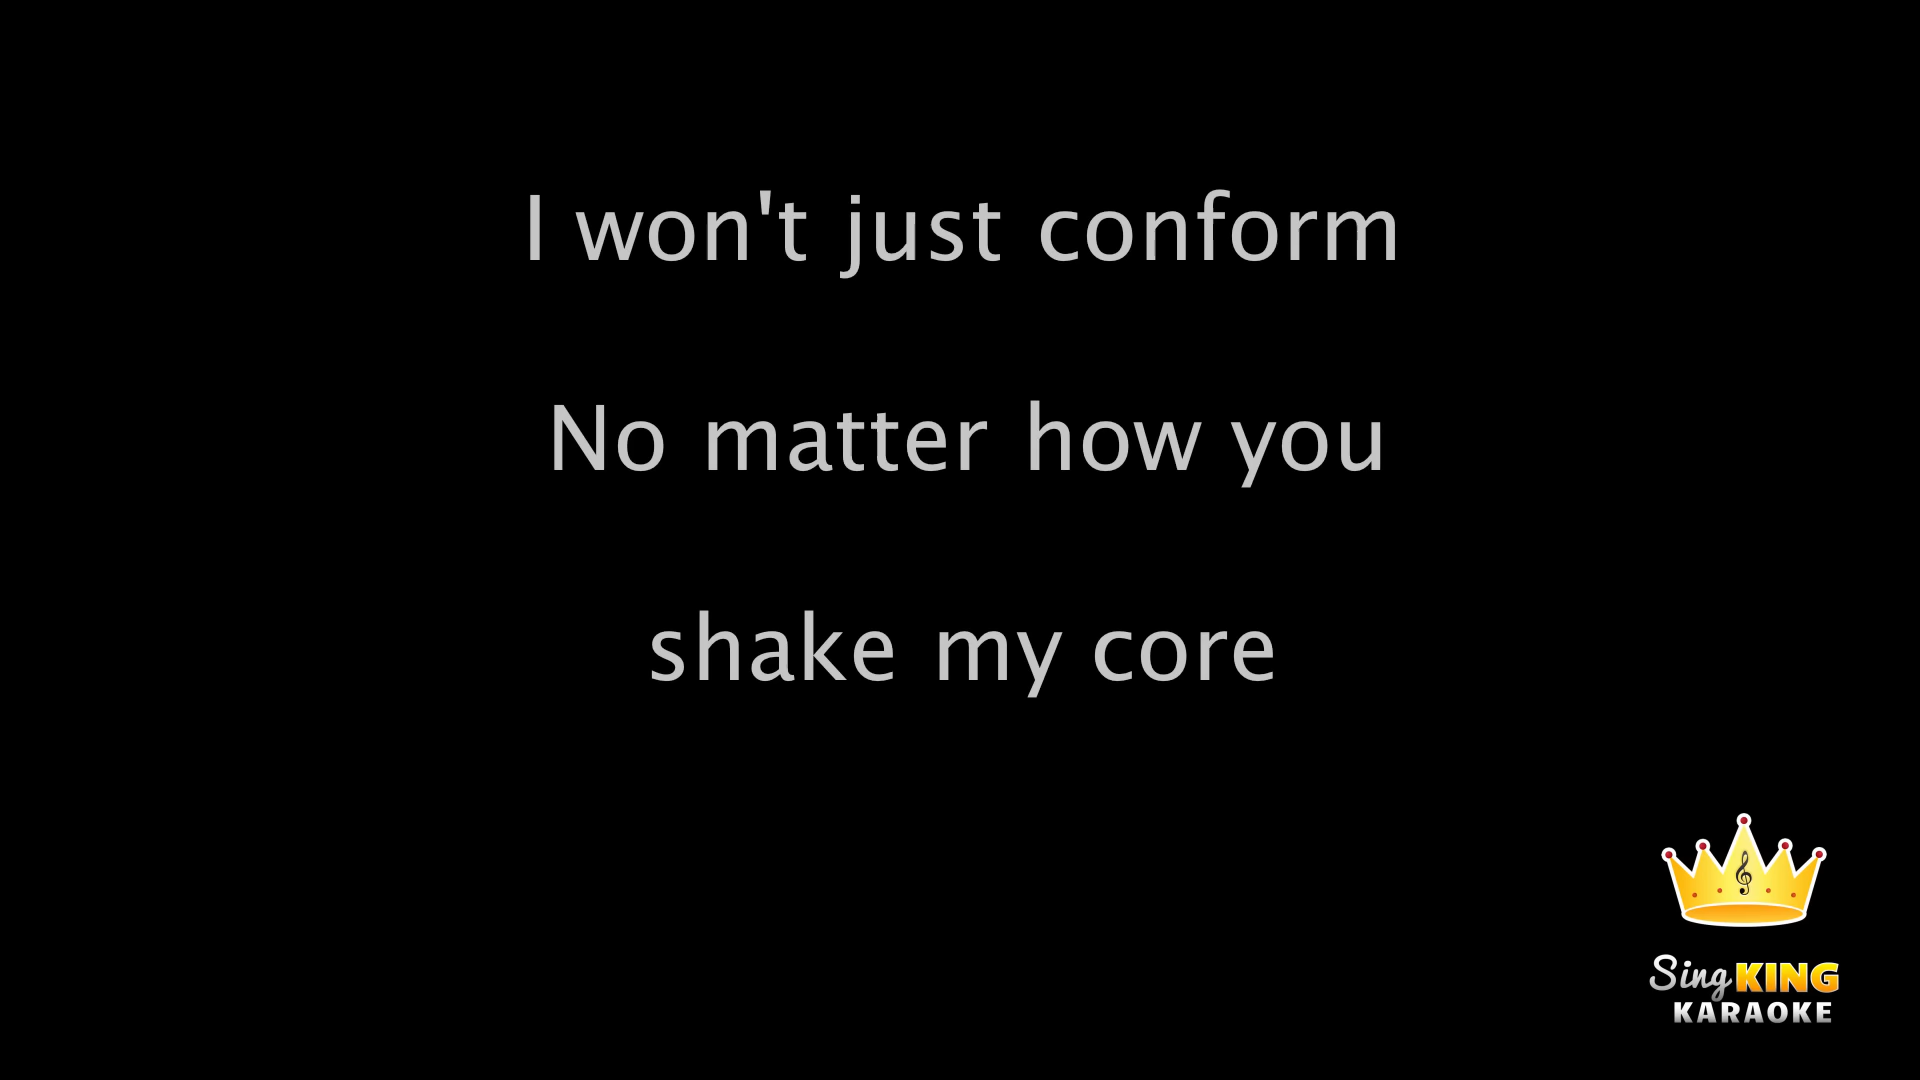 I won't just conform
No matter how you
shake my core
Sing KING
KARAOKE